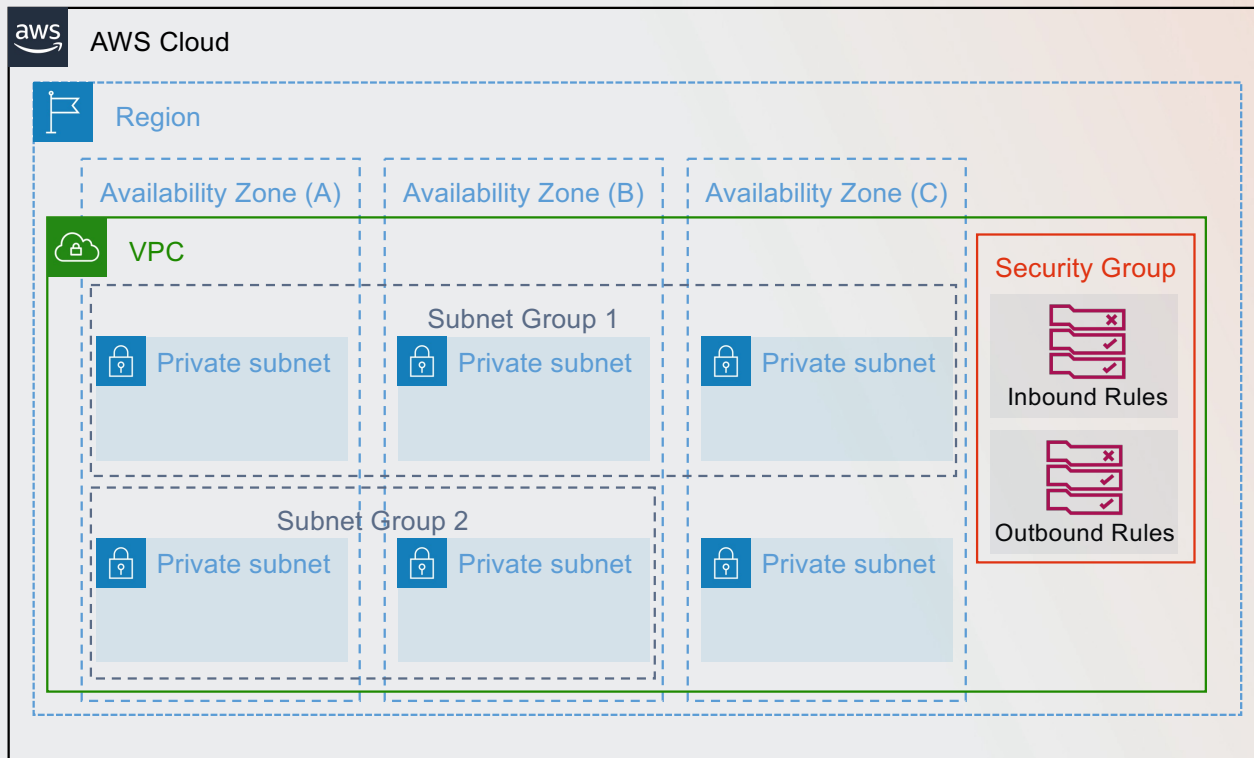 aws
AWS Cloud
Region
Availability Zone (A)
Availability Zone (B)
Availability Zone (C)
VPC
Security Group
Subnet Group 1
Private subnet
Private subnet
Private subnet
Inbound Rules
Subnet Group 2
Outbound Rules
Private subnet
Private subnet
Private subnet